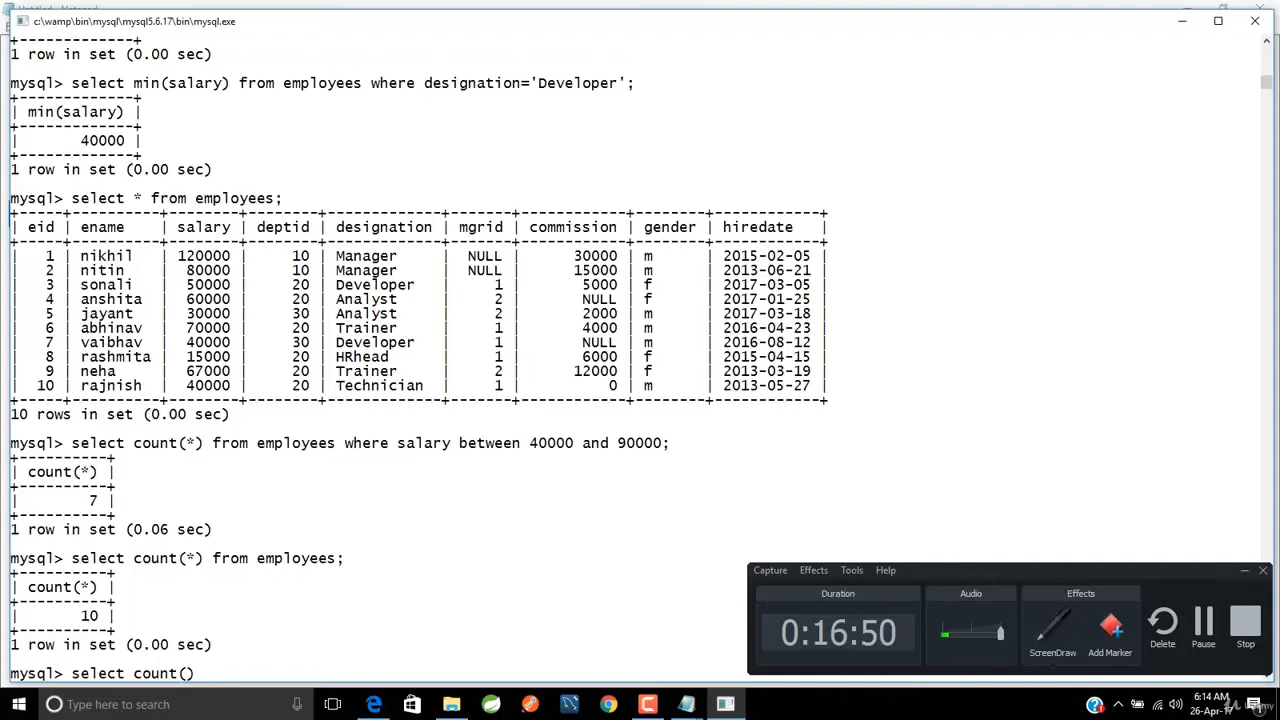 c:\wamp\bin\mysql\mysql5.6.17\bin\mysql.exe
+-------------+
1 row in set (0.00 sec)
mysql> select min(salary) from employees where designation='Developer';
+-------------+
| min(salary) |
+-------------+
|       40000 |
+-------------+
1 row in set (0.00 sec)
mysql> select * from employees;
+-----+----------+--------+--------+-------------+-------+------------+--------+------------+
| eid | ename    | salary | deptid | designation | mgrid | commission | gender | hiredate   |
+-----+----------+--------+--------+-------------+-------+------------+--------+------------+
|   1 | nikhil   | 120000 |     10 | Manager     |  NULL |      30000 | m      | 2015-02-05 |
|   2 | nitin    |  80000 |     10 | Manager     |  NULL |      15000 | m      | 2013-06-21 |
|   3 | sonali   |  50000 |     20 | Developer   |     1 |       5000 | f      | 2017-03-05 |
|   4 | anshita  |  60000 |     20 | Analyst     |     2 |       NULL | f      | 2017-01-25 |
|   5 | jayant   |  30000 |     30 | Analyst     |     2 |       2000 | m      | 2017-03-18 |
|   6 | abhinav  |  70000 |     20 | Trainer     |     1 |       4000 | m      | 2016-04-23 |
|   7 | vaibhav  |  40000 |     30 | Developer   |     1 |       NULL | m      | 2016-08-12 |
|   8 | rashmita |  15000 |     20 | HRhead      |     1 |       6000 | f      | 2015-04-15 |
|   9 | neha     |  67000 |     20 | Trainer     |     2 |      12000 | f      | 2013-03-19 |
|  10 | rajnish  |  40000 |     20 | Technician  |     1 |          0 | m      | 2013-05-27 |
+-----+----------+--------+--------+-------------+-------+------------+--------+------------+
10 rows in set (0.00 sec)
mysql> select count(*) from employees where salary between 40000 and 90000;
+----------+
| count(*) |
+----------+
|        7 |
+----------+
1 row in set (0.06 sec)
mysql> select count(*) from employees;
+----------+
| count(*) |
+----------+
|       10 |
+----------+
1 row in set (0.00 sec)
mysql> select count()
Capture Effects Tools Help
Duration Audio Effects
0:16:50
ScreenDraw Add Marker Delete Pause Stop
Type here to search
6:14 AM
26-Apr-17